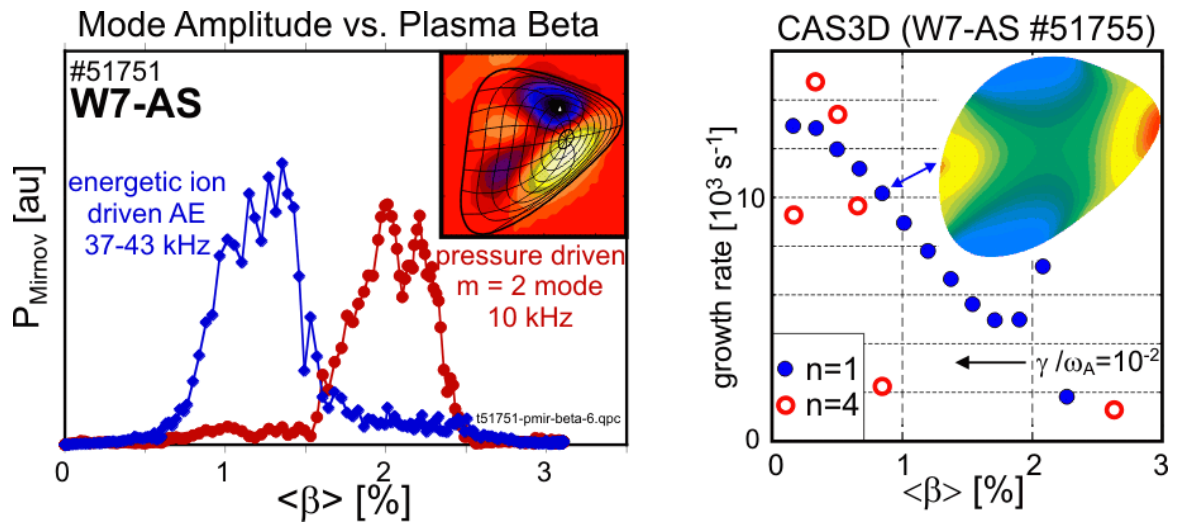 Mode Amplitude vs. Plasma Beta
#51751
W7-AS
energetic ion
driven AE
37-43 kHz
pressure driven
m = 2 mode
10 kHz
t51751-pmir-beta-6.qpc
P_Mirnov [au]
0 1 2 3
<β> [%]
CAS3D (W7-AS #51755)
growth rate [10³ s⁻¹]
10
0
γ /ω_A=10⁻²
n=1
n=4
0 1 2 3
<β> [%]